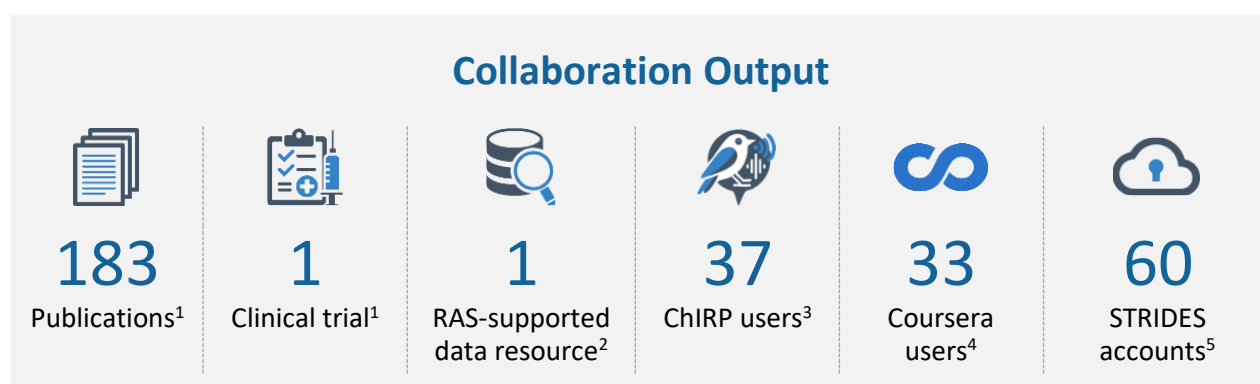 Collaboration Output
183
Publications¹
1
Clinical trial¹
1
RAS-supported
data resource²
37
ChIRP users³
33
Coursera
users⁴
60
STRIDES
accounts⁵